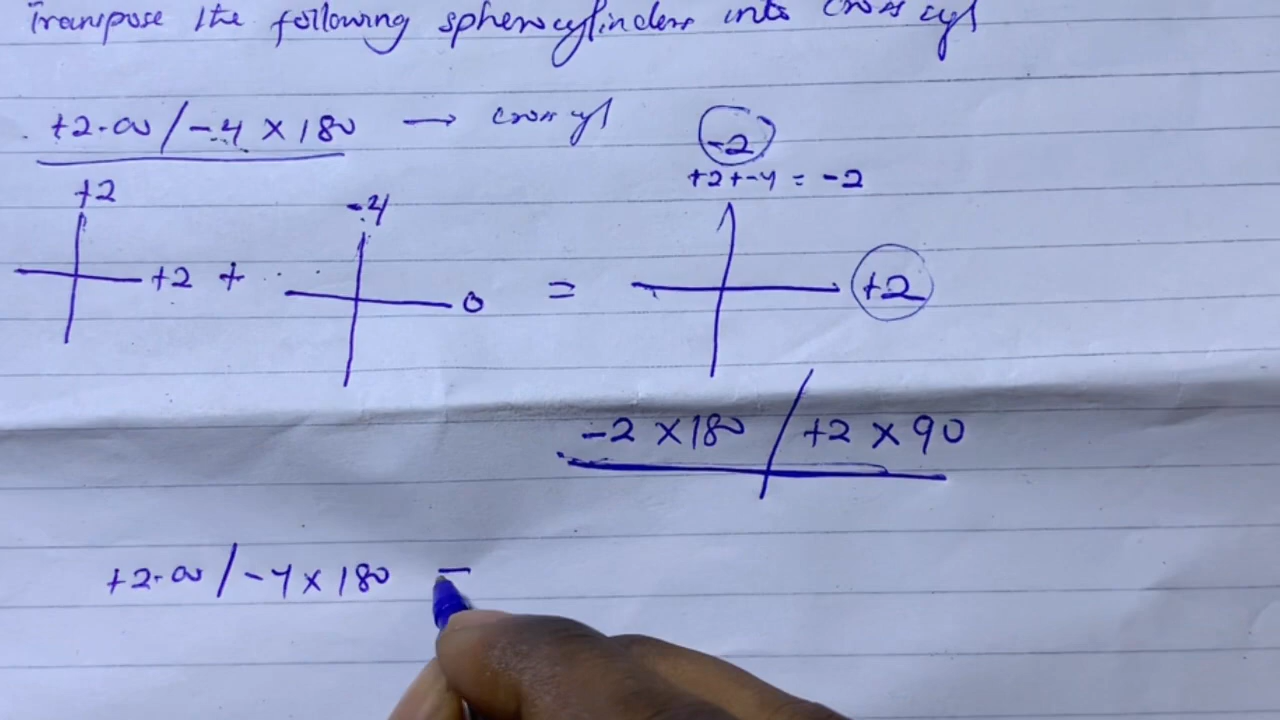 Transpose the following spherocylinders into cross cyl
+2.00 / -4 X 180 → cross cyl
-2
+2+-4 = -2
+2
-4
+2 + 0 = +2
-2 X 180 / +2 X 90
+2.00 / -4 X 180 =